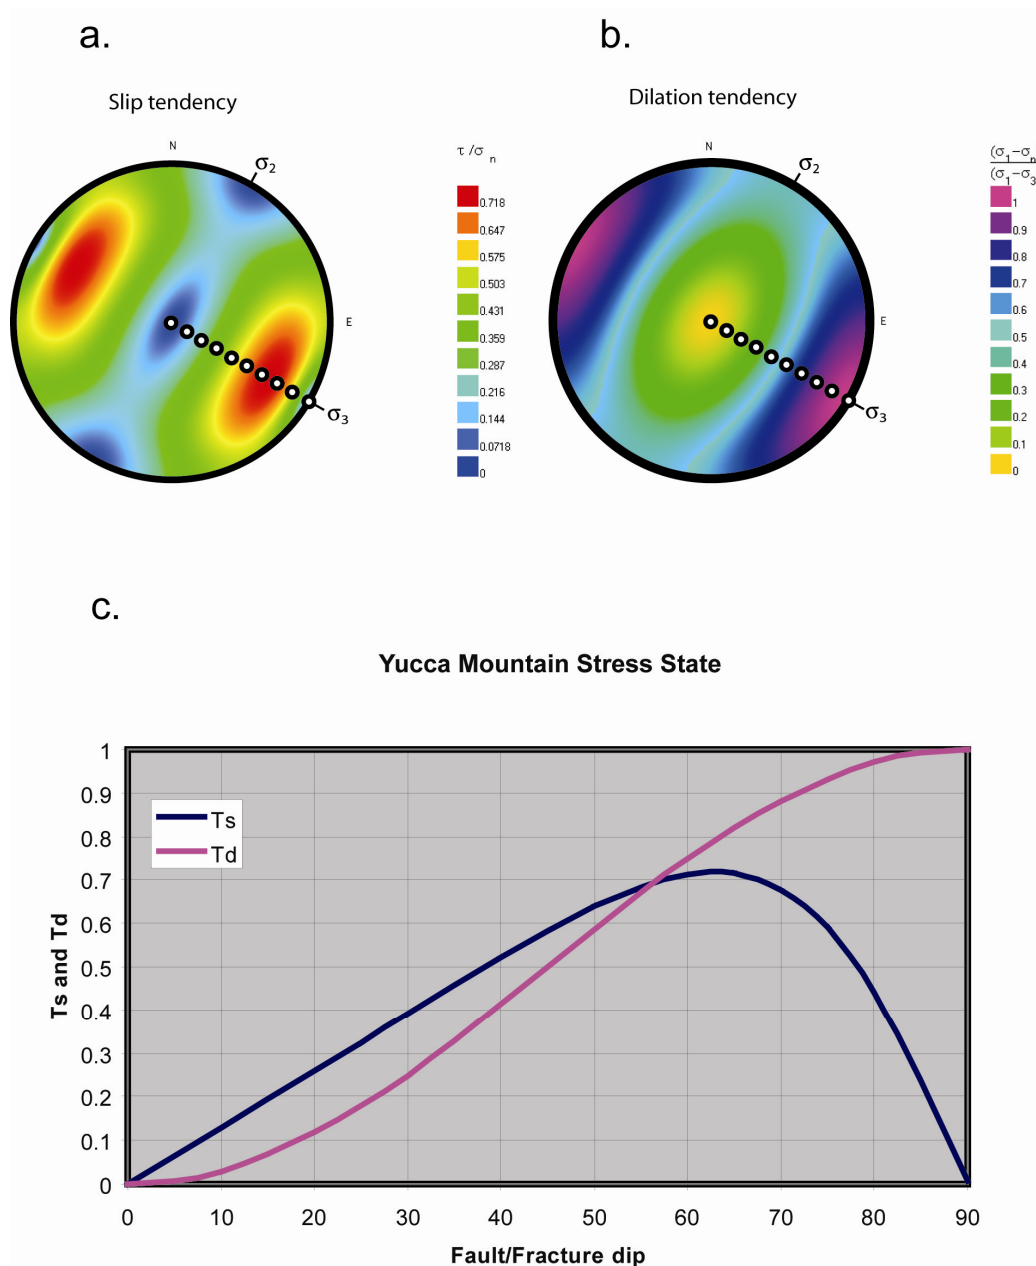 a.
Slip tendency
N
σ2
E
σ3
τ /σ n
0.718
0.647
0.575
0.503
0.431
0.359
0.287
0.216
0.144
0.0718
0
b.
Dilation tendency
N
σ2
E
σ3
(σ1-σn
(σ1-σ3
1
0.9
0.8
0.7
0.6
0.5
0.4
0.3
0.2
0.1
0
c.
Yucca Mountain Stress State
Ts and Td
1
0.9
0.8
0.7
0.6
0.5
0.4
0.3
0.2
0.1
0
Ts
Td
0 10 20 30 40 50 60 70 80 90
Fault/Fracture dip